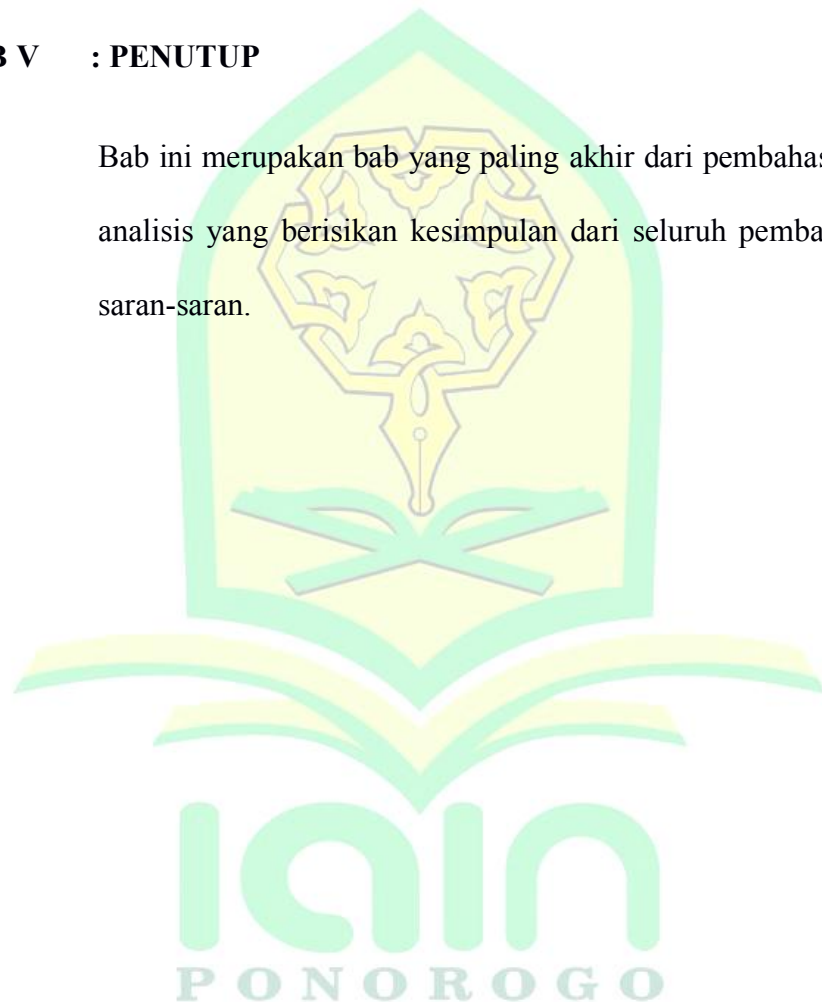 B V : PENUTUP
Bab ini merupakan bab yang paling akhir dari pembahas
analisis yang berisikan kesimpulan dari seluruh pemba
saran-saran.
IAIN
PONOROGO